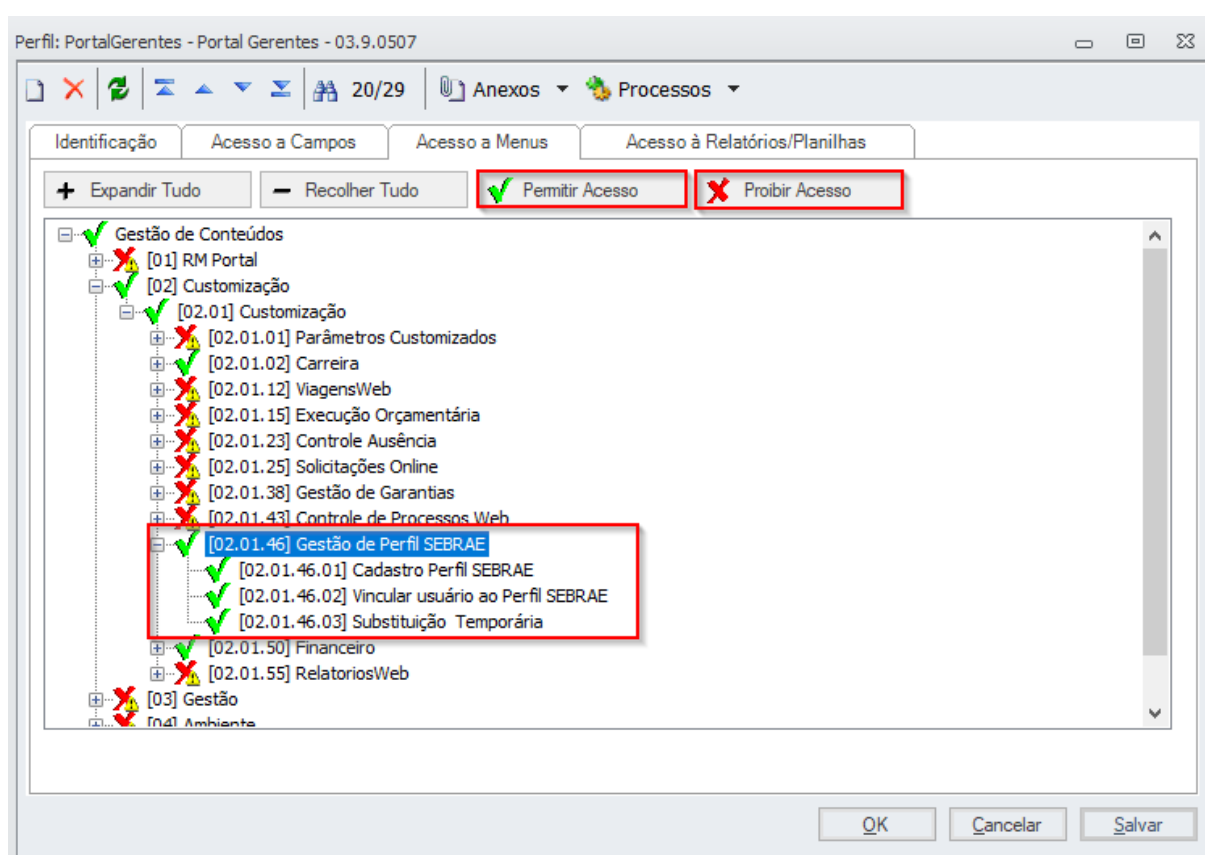 Perfil: PortalGerentes - Portal Gerentes - 03.9.0507
20/29 Anexos Processos
Identificação Acesso a Campos Acesso a Menus Acesso à Relatórios/Planilhas
Expandir Tudo Recolher Tudo Permitir Acesso Proibir Acesso
Gestão de Conteúdos
[01] RM Portal
[02] Customização
[02.01] Customização
[02.01.01] Parâmetros Customizados
[02.01.02] Carreira
[02.01.12] ViagensWeb
[02.01.15] Execução Orçamentária
[02.01.23] Controle Ausência
[02.01.25] Solicitações Online
[02.01.38] Gestão de Garantias
[02.01.43] Controle de Processos Web
[02.01.46] Gestão de Perfil SEBRAE
[02.01.46.01] Cadastro Perfil SEBRAE
[02.01.46.02] Vincular usuário ao Perfil SEBRAE
[02.01.46.03] Substituição Temporária
[02.01.50] Financeiro
[02.01.55] RelatoriosWeb
[03] Gestão
[04] Ambiente
OK Cancelar Salvar